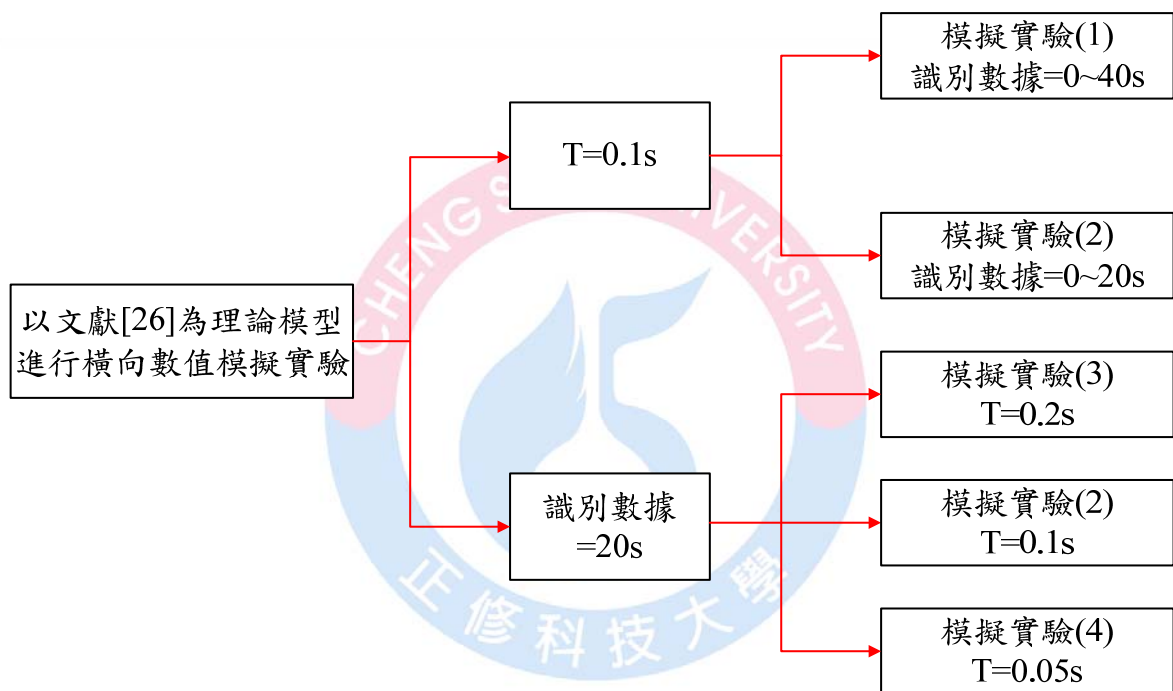 以文獻[26]為理論模型
進行橫向數值模擬實驗
T=0.1s
模擬實驗(1)
識別數據=0~40s
模擬實驗(2)
識別數據=0~20s
識別數據
=20s
模擬實驗(3)
T=0.2s
模擬實驗(2)
T=0.1s
模擬實驗(4)
T=0.05s
正修科技大學